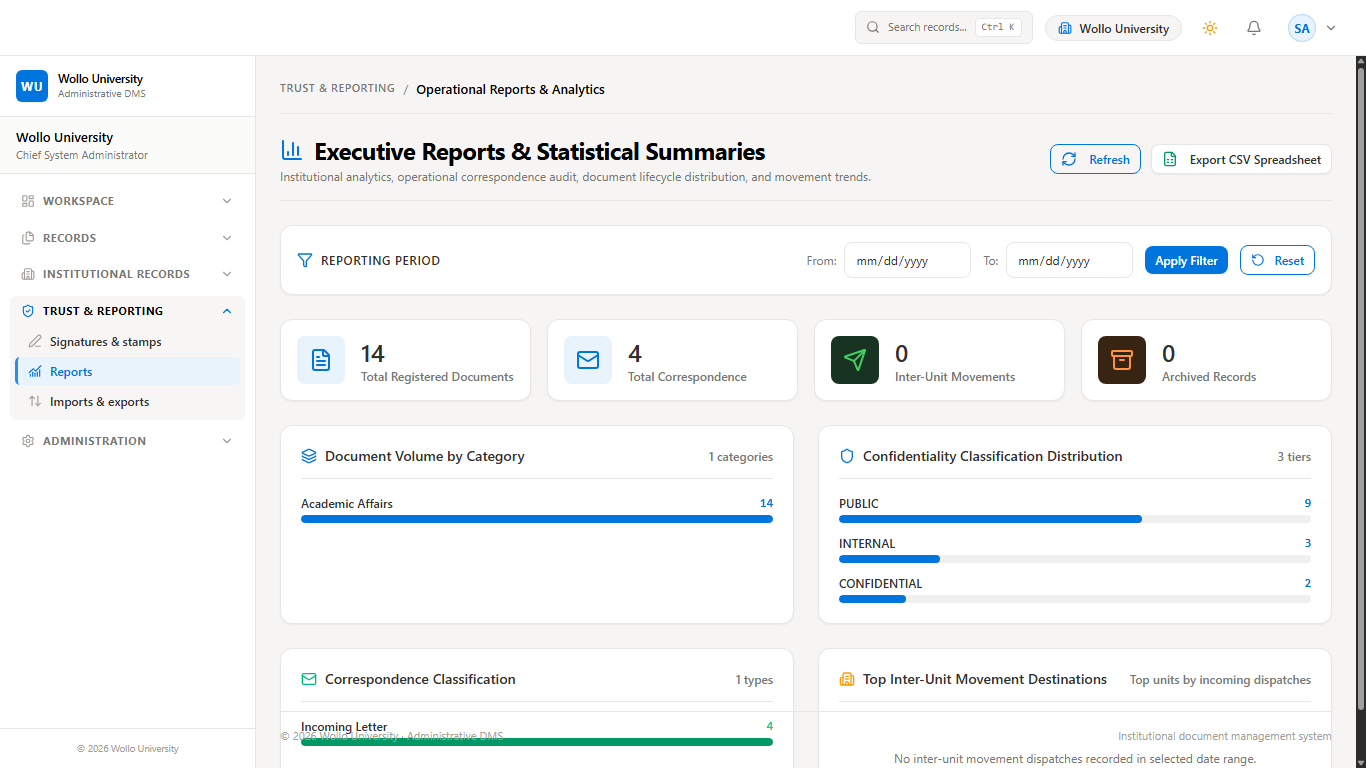 Search records... Ctrl K
Wollo University
SA
WU
Wollo University
Administrative DMS
Wollo University
Chief System Administrator
WORKSPACE
RECORDS
INSTITUTIONAL RECORDS
TRUST & REPORTING
Signatures & stamps
Reports
Imports & exports
ADMINISTRATION
© 2026 Wollo University
TRUST & REPORTING / Operational Reports & Analytics
Executive Reports & Statistical Summaries
Institutional analytics, operational correspondence audit, document lifecycle distribution, and movement trends.
Refresh
Export CSV Spreadsheet
REPORTING PERIOD
From: mm/dd/yyyy
To: mm/dd/yyyy
Apply Filter
Reset
14
Total Registered Documents
4
Total Correspondence
0
Inter-Unit Movements
0
Archived Records
Document Volume by Category 1 categories
Academic Affairs 14
Confidentiality Classification Distribution 3 tiers
PUBLIC 9
INTERNAL 3
CONFIDENTIAL 2
Correspondence Classification 1 types
Incoming Letter 4
Top Inter-Unit Movement Destinations Top units by incoming dispatches
No inter-unit movement dispatches recorded in selected date range.
© 2026 Wollo University · Administrative DMS
Institutional document management system